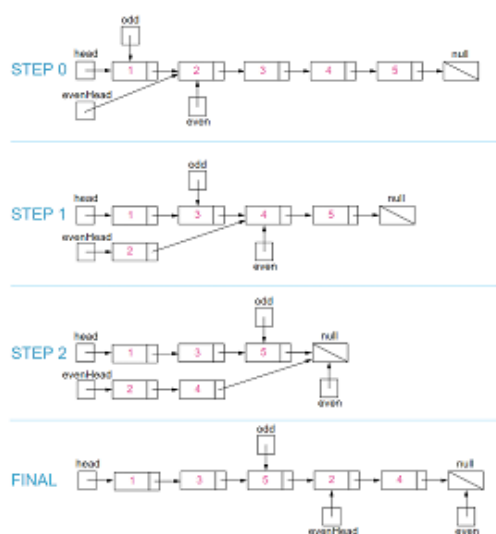 odd
head
STEP 0 1 2 3 4 5 null
evenHead
even
odd
head
STEP 1 1 3 4 5 null
evenHead
2
even
odd
head
STEP 2 1 3 5 null
evenHead
2 4
even
odd
head
FINAL 1 3 5 2 4 null
evenHead even